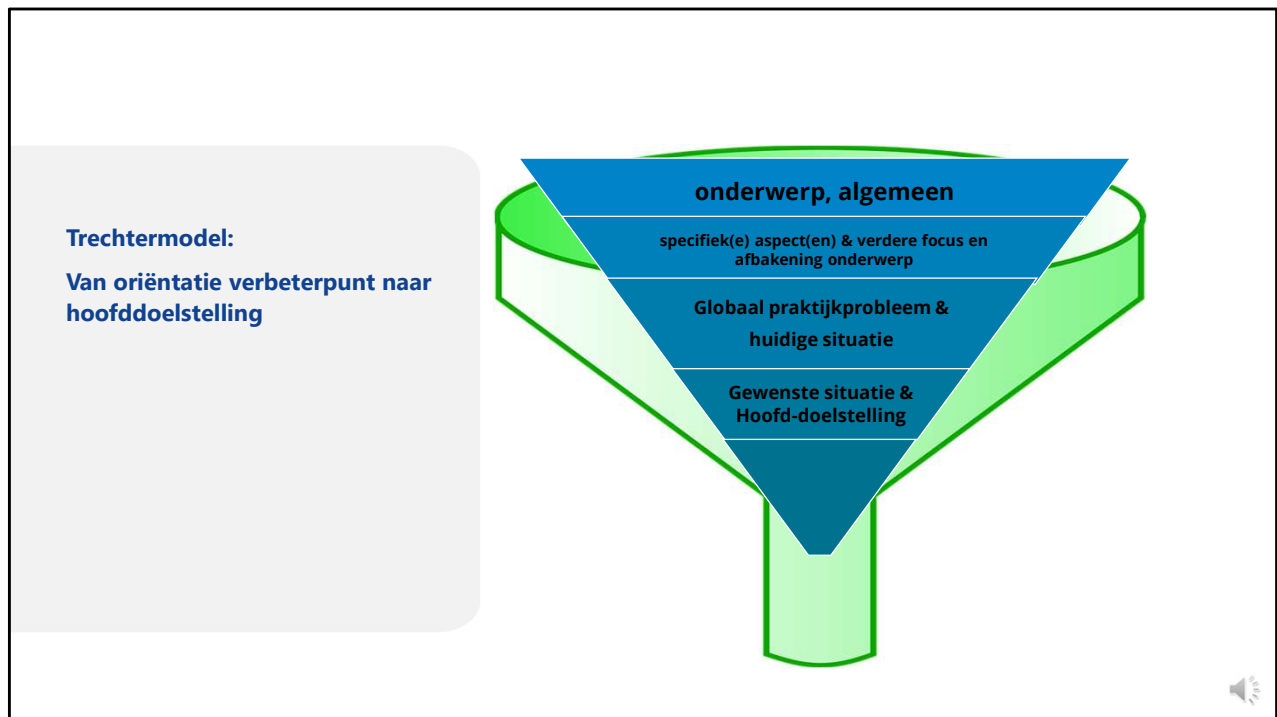 Trechtermodel:
Van oriëntatie verbeterpunt naar
hoofddoelstelling
onderwerp, algemeen
specifiek(e) aspect(en) & verdere focus en
afbakening onderwerp
Globaal praktijkprobleem &
huidige situatie
Gewenste situatie &
Hoofd-doelstelling